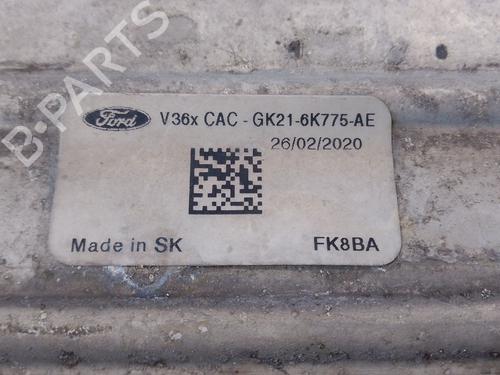 B-PARTS
Ford V36x CAC - GK21-6K775-AE
26/02/2020
Made in SK FK8BA